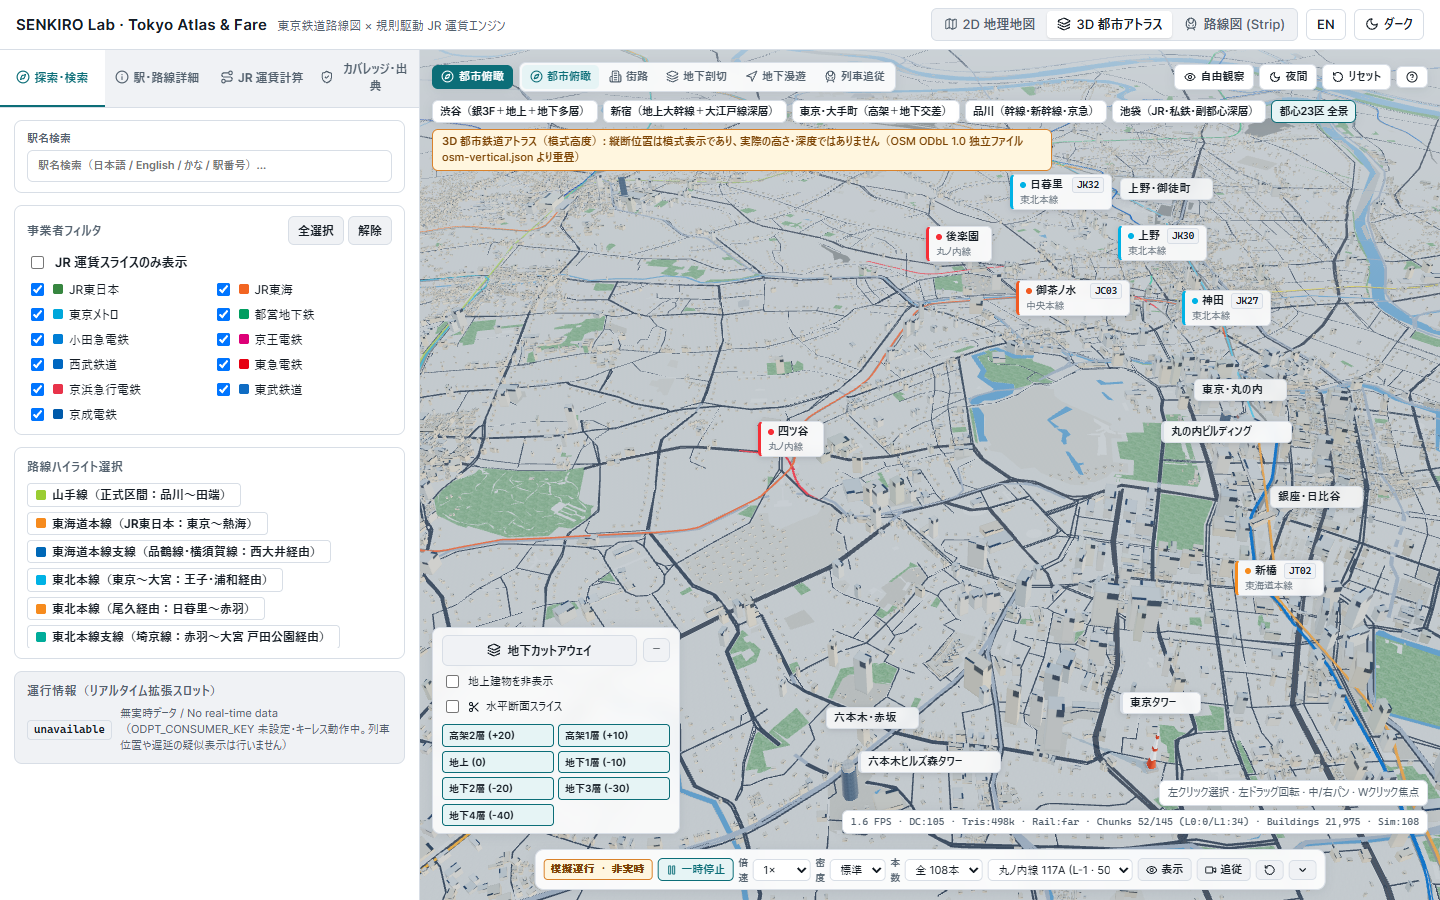 SENKIRO Lab · Tokyo Atlas & Fare 東京鉄道路線図 × 規則駆動 JR 運賃エンジン
2D 地理地図 3D 都市アトラス 路線図 (Strip) EN ダーク
探索・検索 駅・路線詳細 JR 運賃計算 カバレッジ・出典
都市俯瞰 都市俯瞰 街路 地下剖切 地下漫遊 列車追従 自由観察 夜間 リセット
渋谷（銀3F＋地上＋地下多層） 新宿（地上大幹線＋大江戸線深層） 東京・大手町（高架＋地下交差） 品川（幹線・新幹線・京急） 池袋（JR・私鉄・副都心深層） 都心23区 全景
3D 都市鉄道アトラス（模式高度）: 縦断位置は模式表示であり、実際の高さ・深度ではありません（OSM ODbL 1.0 独立ファイル
osm-vertical.json より重畳）
駅名検索
駅名検索（日本語 / English / かな / 駅番号）...
事業者フィルタ 全選択 解除
JR 運賃スライスのみ表示
JR東日本 JR東海
東京メトロ 都営地下鉄
小田急電鉄 京王電鉄
西武鉄道 東急電鉄
京浜急行電鉄 東武鉄道
京成電鉄
路線ハイライト選択
山手線（正式区間：品川〜田端）
東海道本線（JR東日本：東京〜熱海）
東海道本線支線（品鶴線・横須賀線：西大井経由）
東北本線（東京〜大宮：王子・浦和経由）
東北本線（尾久経由：日暮里〜赤羽）
東北本線支線（埼京線：赤羽〜大宮 戸田公園経由）
運行情報（リアルタイム拡張スロット）
unavailable
無実時データ / No real-time data
（ODPT_CONSUMER_KEY 未設定・キーレス動作中。列車
位置や遅延の疑似表示は行いません）
日暮里 JK32
東北本線
上野・御徒町
後楽園
丸ノ内線
上野 JK30
東北本線
御茶ノ水 JC03
中央本線
神田 JK27
東北本線
東京・丸の内
四ツ谷
丸ノ内線
丸の内ビルディング
銀座・日比谷
新橋 JT02
東海道本線
東京タワー
六本木・赤坂
六本木ヒルズ森タワー
地下カットアウェイ −
地上建物を非表示
水平断面スライス
高架2層 (+20) 高架1層 (+10)
地上 (0) 地下1層 (-10)
地下2層 (-20) 地下3層 (-30)
地下4層 (-40)
左クリック選択 · 左ドラッグ回転 · 中/右パン · Wクリック焦点
1.6 FPS · DC:105 · Tris:498k · Rail:far · Chunks 52/145 (L0:0/L1:34) · Buildings 21,975 · Sim:108
模擬運行 · 非実時 一時停止 倍速 1× 密度 標準 本数 全 108本 丸ノ内線 117A (L-1 · 50 表示 追従